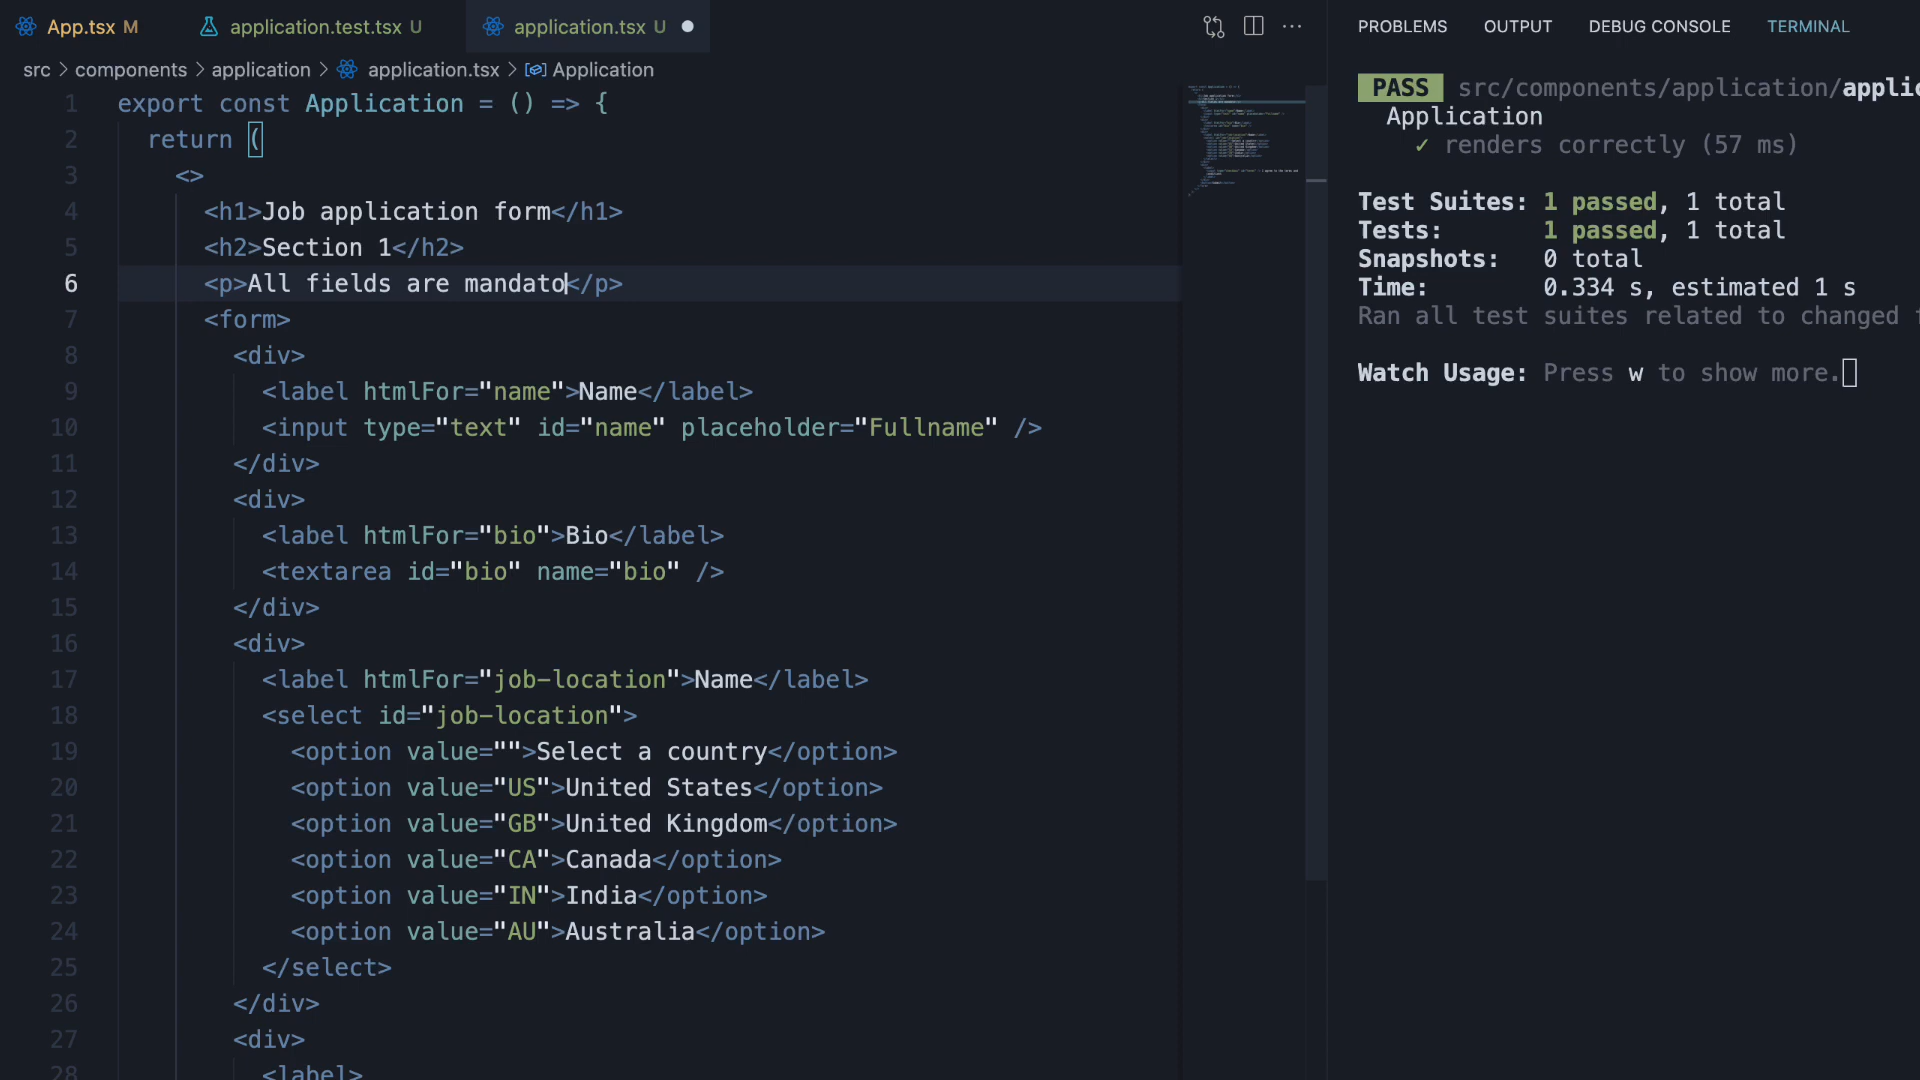 App.tsx M
application.test.tsx U
application.tsx U
src > components > application > application.tsx > Application
1 export const Application = () => {
2 return (
3 <>
4 <h1>Job application form</h1>
5 <h2>Section 1</h2>
6 <p>All fields are mandato</p>
7 <form>
8 <div>
9 <label htmlFor="name">Name</label>
10 <input type="text" id="name" placeholder="Fullname" />
11 </div>
12 <div>
13 <label htmlFor="bio">Bio</label>
14 <textarea id="bio" name="bio" />
15 </div>
16 <div>
17 <label htmlFor="job-location">Name</label>
18 <select id="job-location">
19 <option value="">Select a country</option>
20 <option value="US">United States</option>
21 <option value="GB">United Kingdom</option>
22 <option value="CA">Canada</option>
23 <option value="IN">India</option>
24 <option value="AU">Australia</option>
25 </select>
26 </div>
27 <div>
28 <label>
PROBLEMS OUTPUT DEBUG CONSOLE TERMINAL
PASS src/components/application/applic
Application
✓ renders correctly (57 ms)
Test Suites: 1 passed, 1 total
Tests: 1 passed, 1 total
Snapshots: 0 total
Time: 0.334 s, estimated 1 s
Ran all test suites related to changed
Watch Usage: Press w to show more.